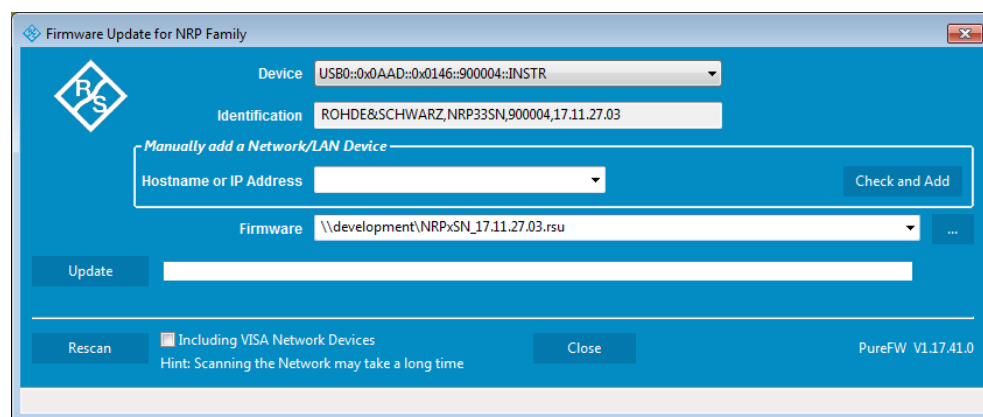 Firmware Update for NRP Family
R
S
Device USB0::0x0AAD::0x0146::900004::INSTR
Identification ROHDE&SCHWARZ,NRP33SN,900004,17.11.27.03
Manually add a Network/LAN Device
Hostname or IP Address Check and Add
Firmware \\development\NRPxSN_17.11.27.03.rsu ...
Update
Rescan Including VISA Network Devices Close PureFW V1.17.41.0
Hint: Scanning the Network may take a long time